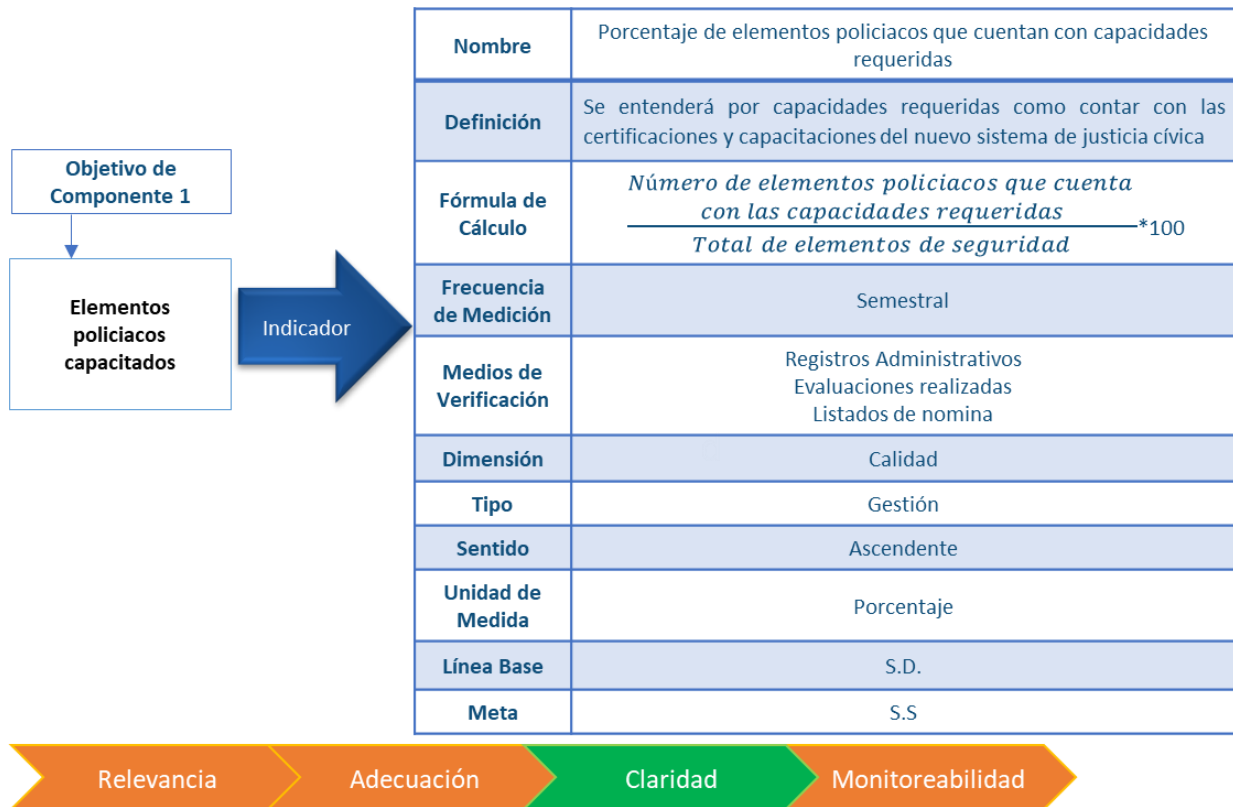 Objetivo de
Componente 1
Elementos
policiacos
capacitados
Indicador
Nombre
Porcentaje de elementos policiacos que cuentan con capacidades
requeridas
Definición
Se entenderá por capacidades requeridas como contar con las
certificaciones y capacitaciones del nuevo sistema de justicia cívica
Fórmula de
Cálculo
Número de elementos policiacos que cuenta
con las capacidades requeridas
Total de elementos de seguridad
*100
Frecuencia
de Medición
Semestral
Medios de
Verificación
Registros Administrativos
Evaluaciones realizadas
Listados de nomina
Dimensión
Calidad
Tipo
Gestión
Sentido
Ascendente
Unidad de
Medida
Porcentaje
Línea Base
S.D.
Meta
S.S
Relevancia
Adecuación
Claridad
Monitoreabilidad